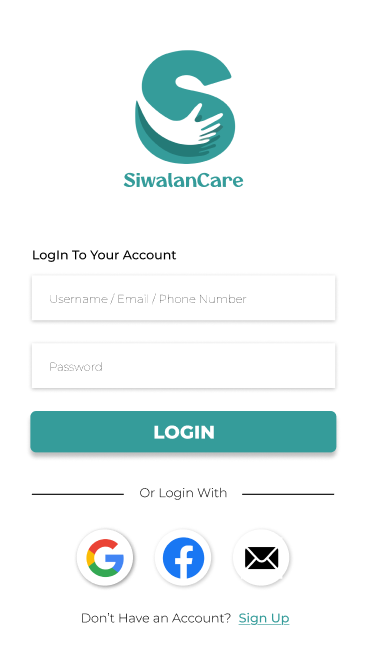 SiwalanCare
LogIn To Your Account
Username / Email / Phone Number
Password
LOGIN
Or Login With
Don't Have an Account? Sign Up